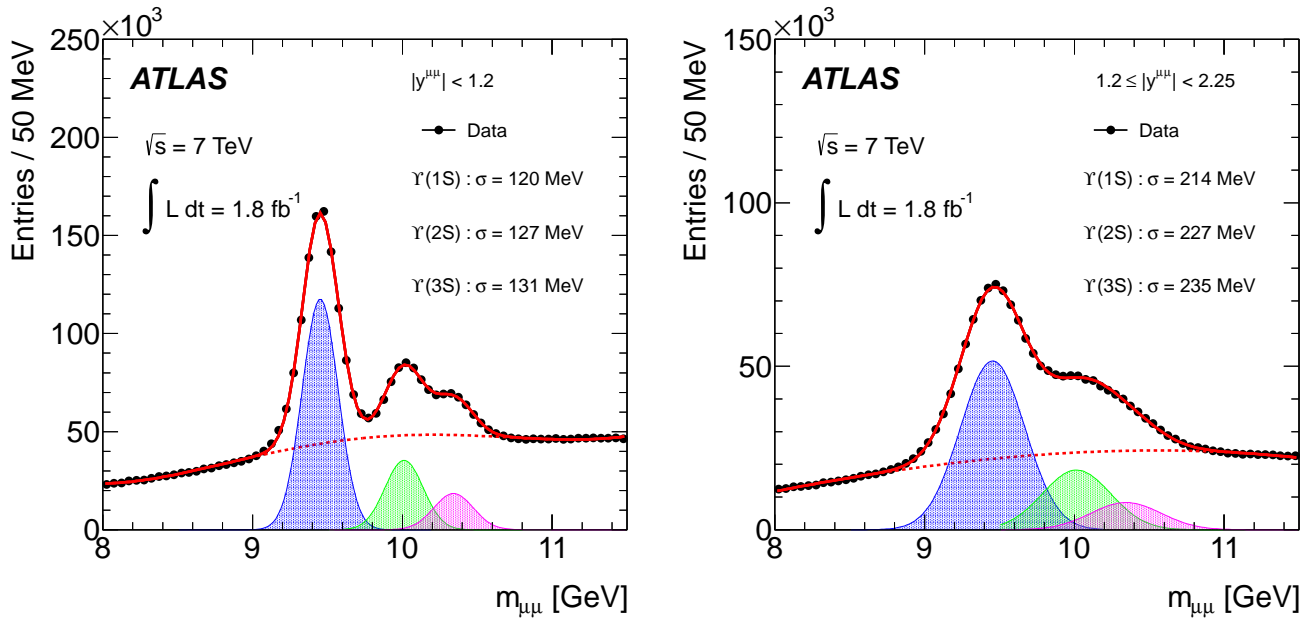 ×10³
Entries / 50 MeV
250
200
150
100
50
0
8
9
10
11
m_μμ [GeV]
ATLAS
|y^μμ| < 1.2
√s = 7 TeV
∫ L dt = 1.8 fb⁻¹
Data
ϒ(1S) : σ = 120 MeV
ϒ(2S) : σ = 127 MeV
ϒ(3S) : σ = 131 MeV
×10³
Entries / 50 MeV
150
100
50
0
8
9
10
11
m_μμ [GeV]
ATLAS
1.2 ≤ |y^μμ| < 2.25
√s = 7 TeV
∫ L dt = 1.8 fb⁻¹
Data
ϒ(1S) : σ = 214 MeV
ϒ(2S) : σ = 227 MeV
ϒ(3S) : σ = 235 MeV